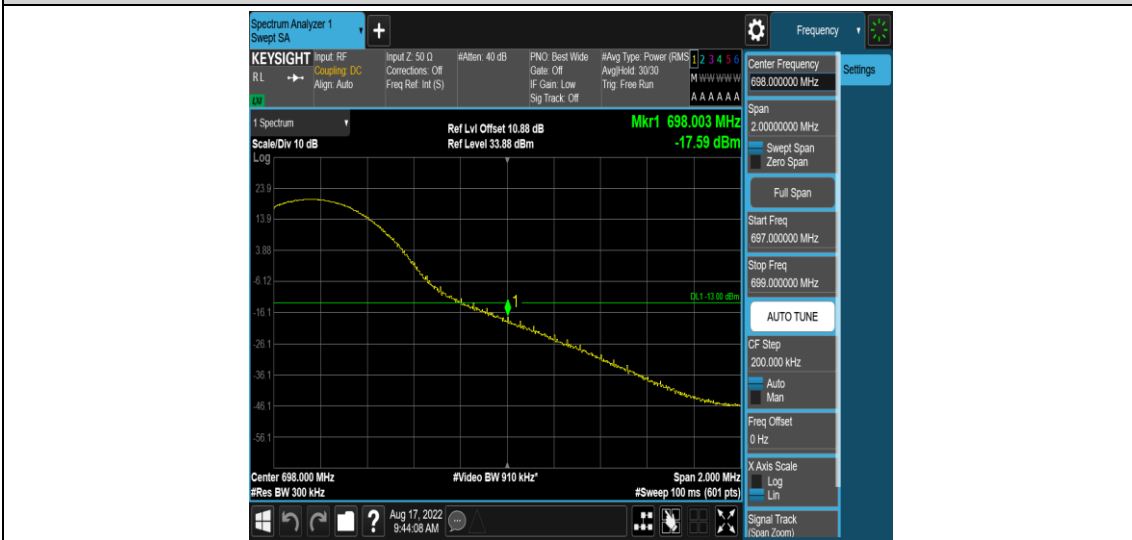 Spectrum Analyzer 1
Swept SA
+
Frequency
KEYSIGHT
RL
LXI
Input: RF
Coupling: DC
Align: Auto
Input Z: 50 Ω
Corrections: Off
Freq Ref: Int (S)
#Atten: 40 dB
PNO: Best Wide
Gate: Off
IF Gain: Low
Sig Track: Off
#Avg Type: Power (RMS
Avg|Hold: 30/30
Trig: Free Run
1 2 3 4 5 6
M W W W W W
A A A A A A
1 Spectrum
Scale/Div 10 dB
Log
Ref Lvl Offset 10.88 dB
Ref Level 33.88 dBm
Mkr1 698.003 MHz
-17.59 dBm
23.9
13.9
3.88
-6.12
-16.1
-26.1
-36.1
-46.1
-56.1
1
DL1 -13.00 dBm
Center 698.000 MHz
#Res BW 300 kHz
#Video BW 910 kHz*
Span 2.000 MHz
#Sweep 100 ms (601 pts)
Center Frequency
698.000000 MHz
Settings
Span
2.00000000 MHz
Swept Span
Zero Span
Full Span
Start Freq
697.000000 MHz
Stop Freq
699.000000 MHz
AUTO TUNE
CF Step
200.000 kHz
Auto
Man
Freq Offset
0 Hz
X Axis Scale
Log
Lin
Signal Track
(Span Zoom)
?
Aug 17, 2022
9:44:08 AM